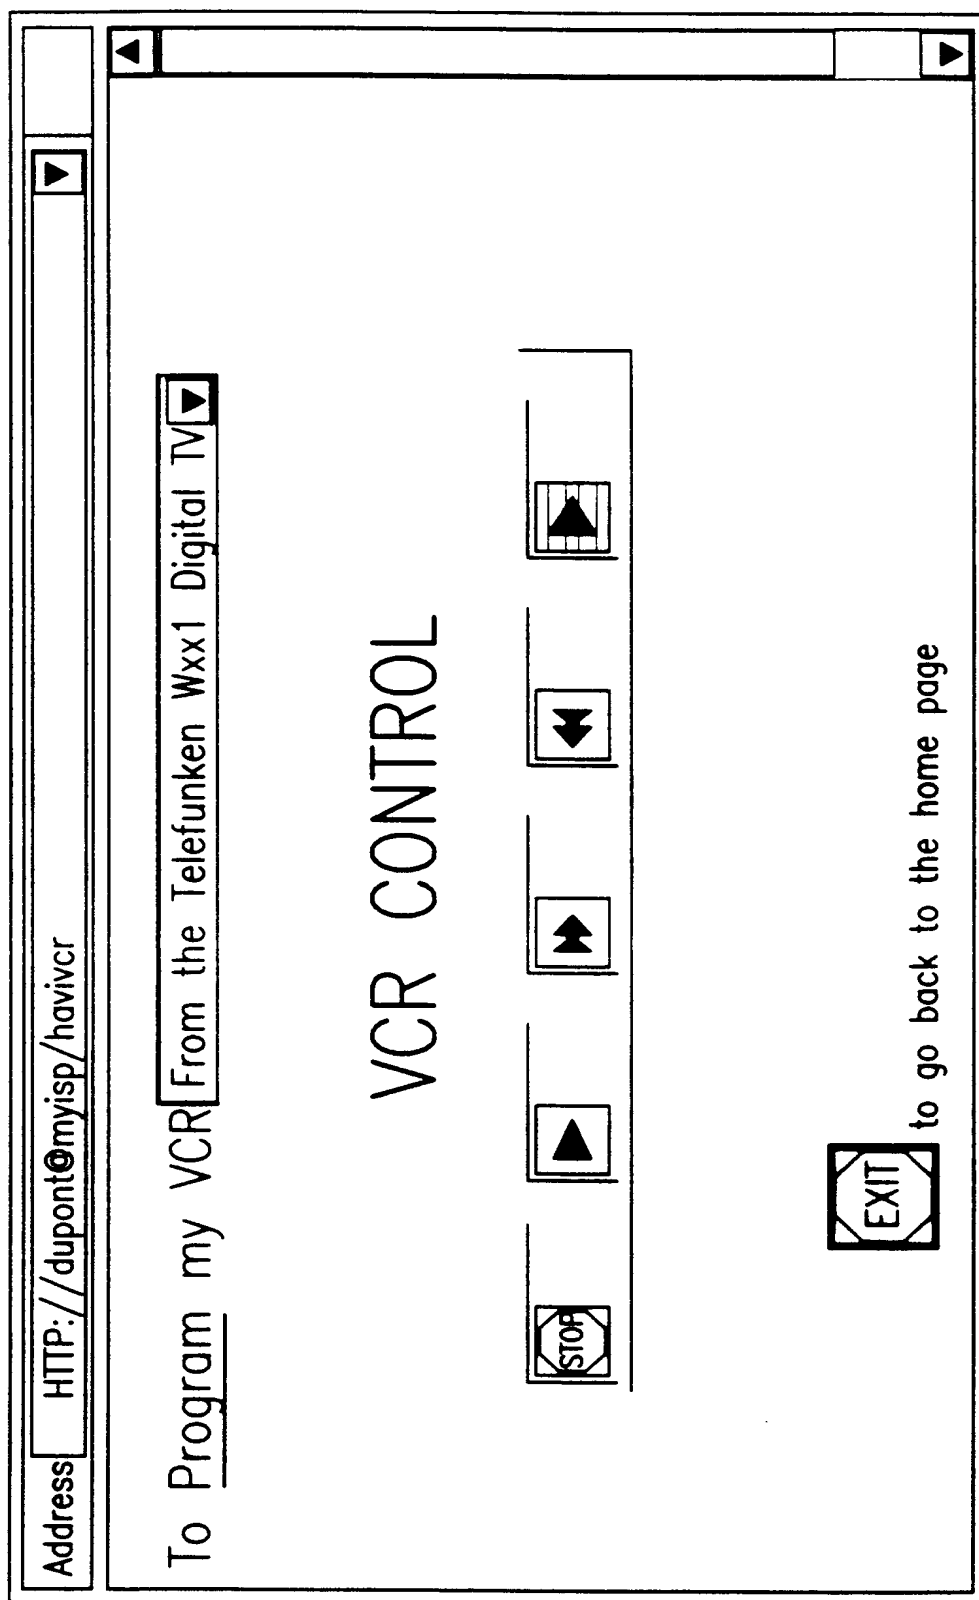 Address HTTP://dupont@myisp/havivcr
To Program my VCR From the Telefunken Wxx1 Digital TV
VCR CONTROL
STOP
EXIT to go back to the home page